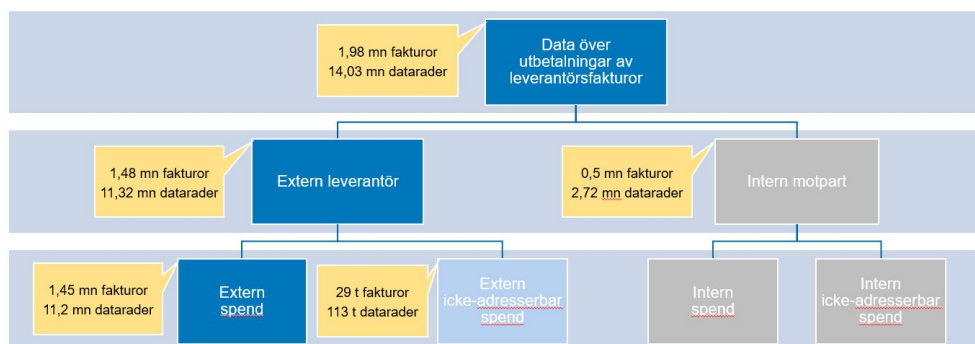 1,98 mn fakturor
14,03 mn datarader
Data över
utbetalningar av
leverantörsfakturor
1,48 mn fakturor
11,32 mn datarader
Extern leverantör
0,5 mn fakturor
2,72 mn datarader
Intern motpart
1,45 mn fakturor
11,2 mn datarader
Extern
spend
29 t fakturor
113 t datarader
Extern
icke-adresserbar
spend
Intern
spend
Intern
icke-adresserbar
spend